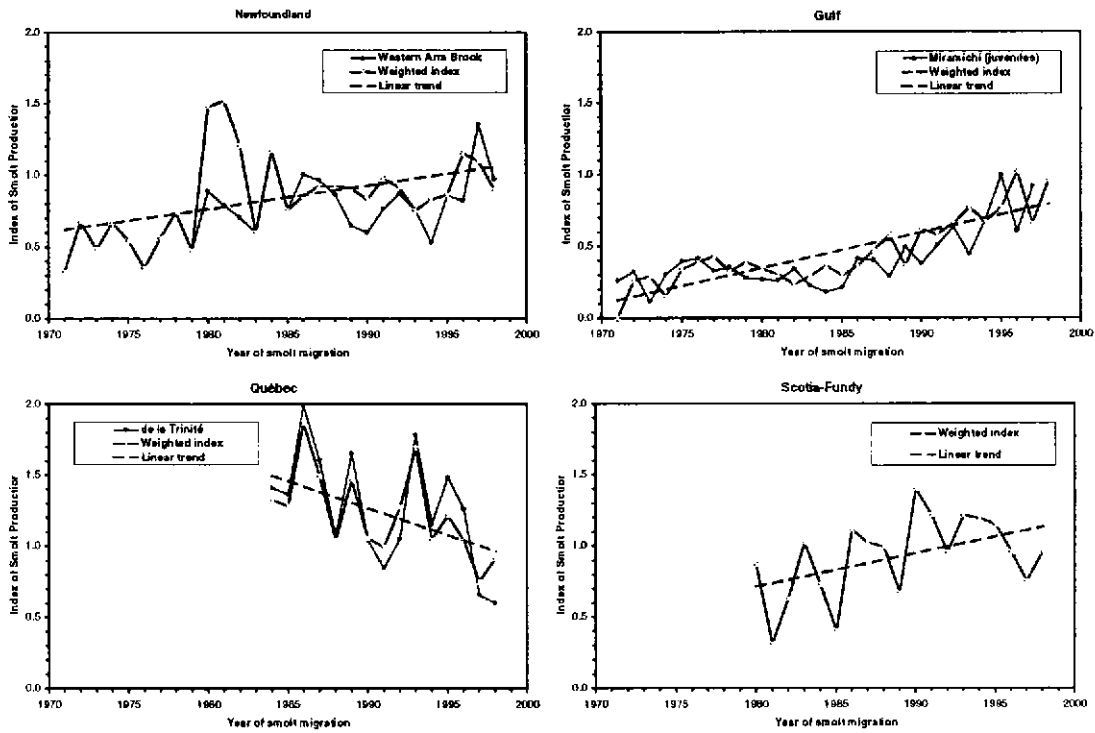 Newfoundland
2.0
1.5
1.0
0.5
0.0
Index of Smolt Production
Western Arm Brook
Weighted index
Linear trend
1970 1975 1980 1985 1990 1995 2000
Year of smolt migration
Gulf
2.0
1.5
1.0
0.5
0.0
Index of Smolt Production
Miramichi (juveniles)
Weighted index
Linear trend
1970 1975 1980 1985 1990 1995 2000
Year of smolt migration
Québec
2.0
1.5
1.0
0.5
0.0
Index of Smolt Production
de la Trinité
Weighted index
Linear trend
1970 1975 1980 1985 1990 1995 2000
Year of smolt migration
Scotia-Fundy
2.0
1.5
1.0
0.5
0.0
Index of Smolt Production
Weighted index
Linear trend
1970 1975 1980 1985 1990 1995 2000
Year of smolt migration